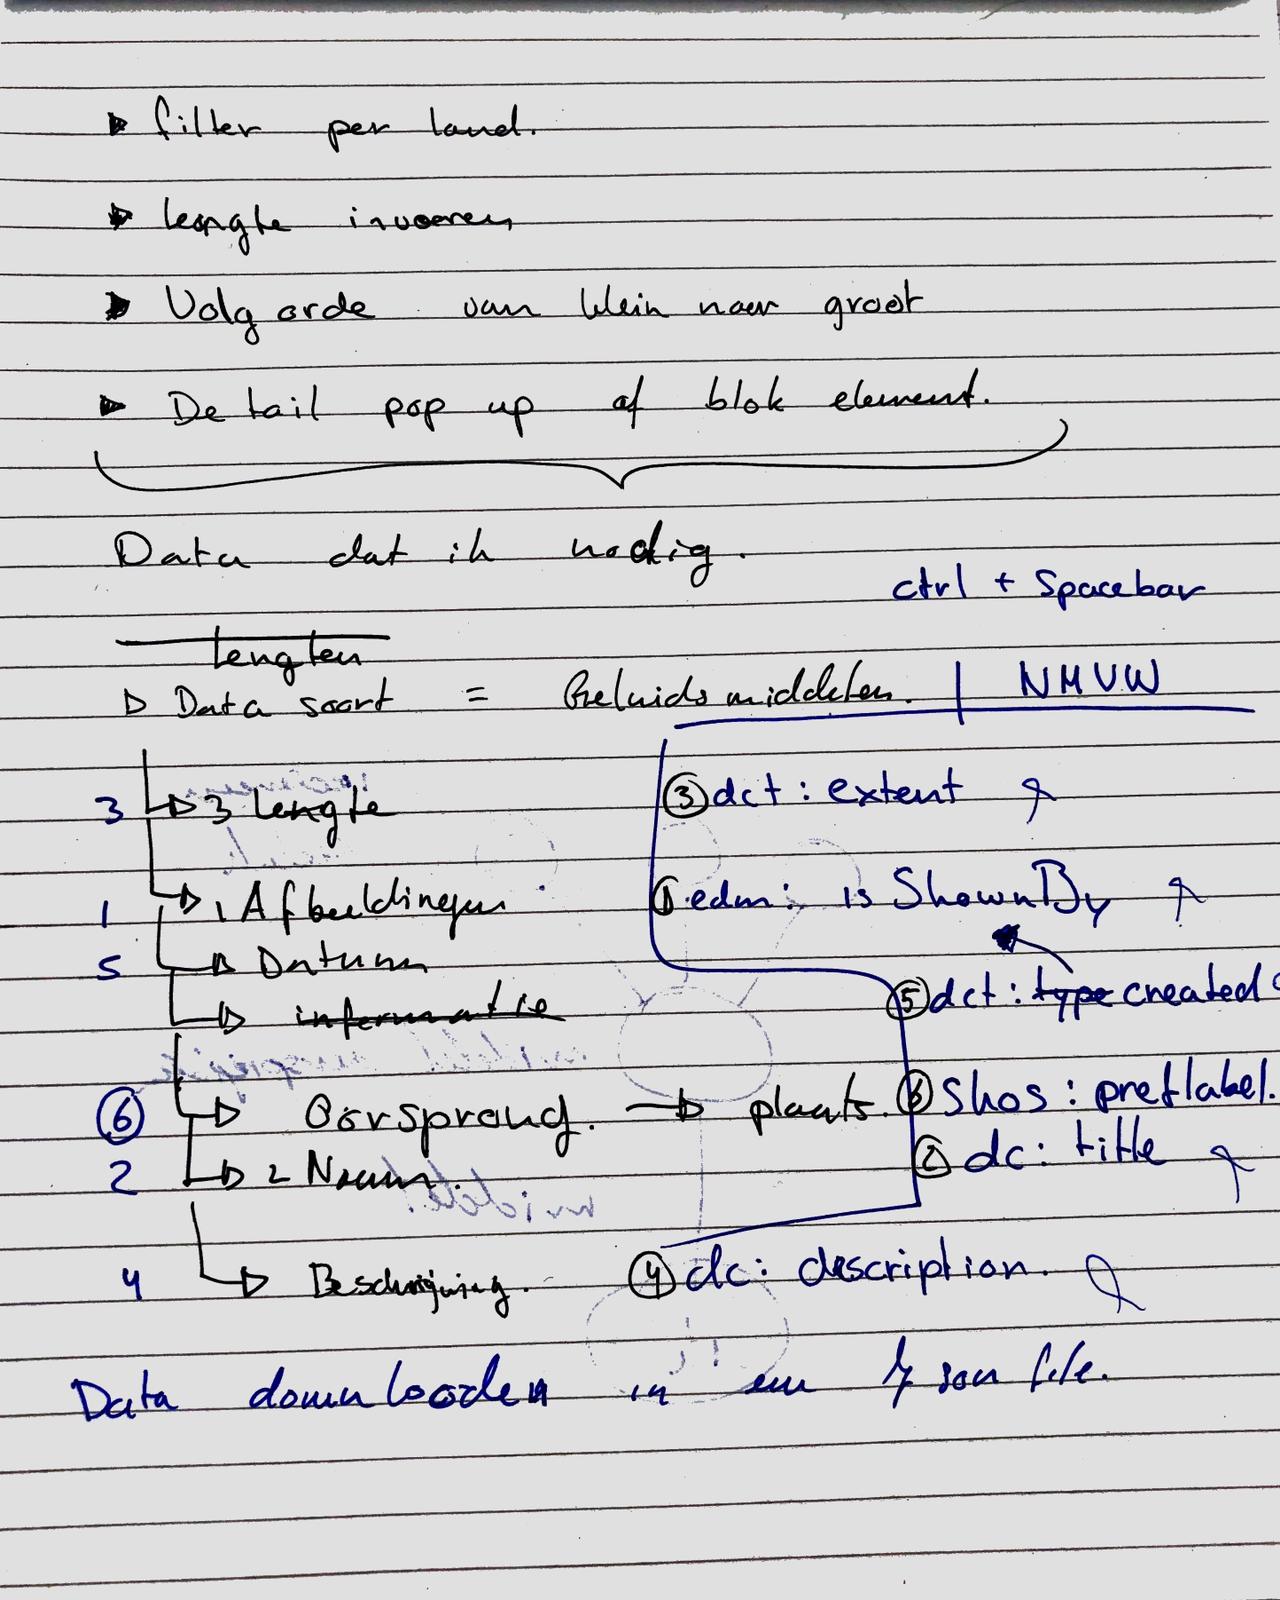 filter per land.
lengte invoeren
Volg orde van klein naar groot
Detail pop up of blok element.
Data dat ik nodig.
ctrl + Spacebar
lengten
Data soort = Geluidsmiddelen. | NMVW
3 3 Lengte ③ dct : extent
1 1 Afbeeldingen ① edm : isShownBy
5 Datum
⑤ dct : type created
informatie
⑥ Oorsprong. → plaats. ⑥ Skos : preflabel.
2 2 Naam. ② dc : title
4 Beschrijving. ④ dc : description.
Data downloaden in een Json file.